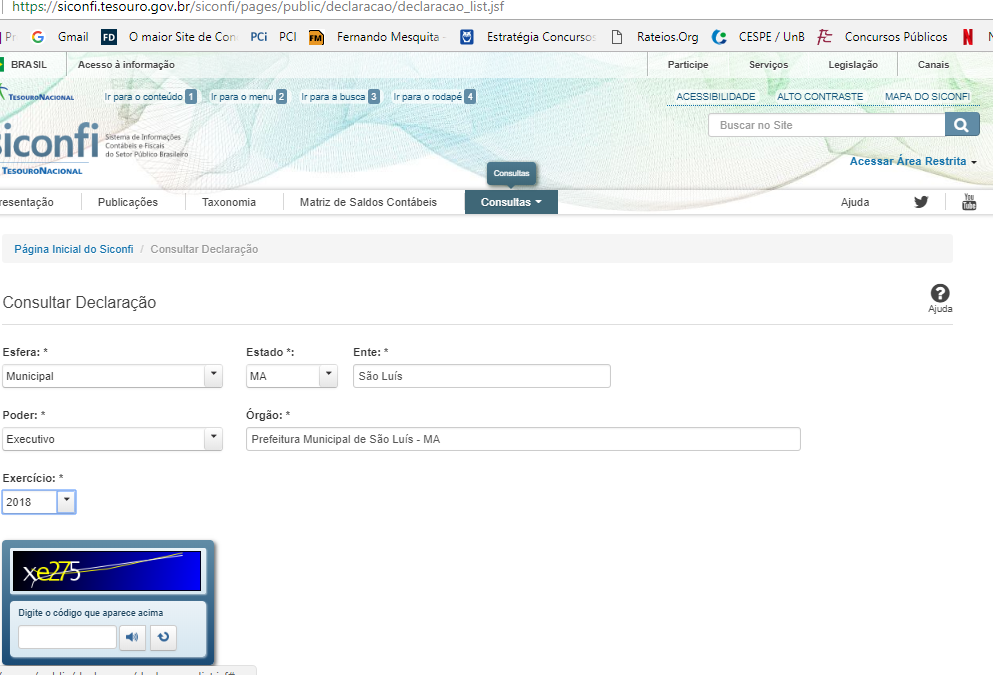 https://siconfi.tesouro.gov.br/siconfi/pages/public/declaracao/declaracao_list.jsf
Gmail FD O maior Site de Con PCi PCI FM Fernando Mesquita - Estratégia Concursos Rateios.Org CESPE / UnB Concursos Públicos N
BRASIL Acesso à informação Participe Serviços Legislação Canais
TESOURONACIONAL Ir para o conteúdo 1 Ir para o menu 2 Ir para a busca 3 Ir para o rodapé 4 ACESSIBILIDADE ALTO CONTRASTE MAPA DO SICONFI
Buscar no Site
siconfi Sistema de Informações
Contábeis e Fiscais
do Setor Público Brasileiro
TESOURONACIONAL
Acessar Área Restrita
Consultas
resentação Publicações Taxonomia Matriz de Saldos Contábeis Consultas Ajuda You Tube
Página Inicial do Siconfi / Consultar Declaração
Consultar Declaração
Ajuda
Esfera: * Estado *: Ente: *
Municipal MA São Luís
Poder: * Órgão: *
Executivo Prefeitura Municipal de São Luís - MA
Exercício: *
2018
xe275
Digite o código que aparece acima